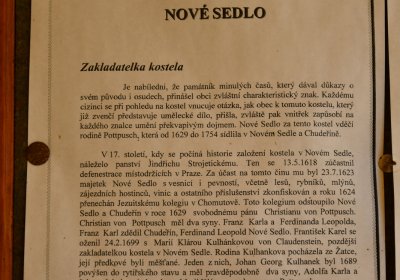 NOVÉ SEDLO
Zakladatelka kostela
Je nabíledni, že památník minulých časů, který dával důkazy o
svém původu i osudech, přinášel obci zvláštní charakteristický znak. Každému
cizinci se při pohledu na kostel vnucuje otázka, jak obec k tomuto kostelu, který
již zvenčí představuje umělecké dílo, přišla, zvláště pak vnitřek zapůsobí na
každého znalce umění překvapivým dojmem. Nové Sedlo za tento kostel vděčí
rodině Pottpusch, která od 1629 do 1754 sídlila v Novém Sedle a Chudeříně.
V 17. století, kdy se počíná historie založení kostela v Novém Sedle,
náleželo panství Jindřichu Strojetickému. Ten se 13.5.1618 zúčastnil
defenestrace místodržících v Praze. Za účast na tomto činu mu byl 23.7.1623
majetek Nové Sedlo s vesnicí i pevností, včetně lesů, rybníků, mlýnů,
zájezdních hostinců, vinic a ostatního příslušenství zkonfiskován a roku 1624
přenechán Jezuitskému kolegiu v Chomutově. Toto kolegium odstoupilo Nové
Sedlo a Chudeřín v roce 1629 svobodnému pánu Christianu von Pottpusch.
Christian von Pottpusch měl dva syny. Franz Karla a Ferdinanda Leopolda,
Franz Karl zdědil Chudeřín, Ferdinand Leopold Nové Sedlo. František Karel se
oženil 24.2.1699 s Marií Klárou Kulhánkovou von Claudenstein, pozdější
zakladatelkou kostela v Novém Sedle. Rodina Kulhankova pocházela ze Žatce,
její předkové byli měšťané. Jeden z nich, Johan Georg Kulhanek byl 1689
povýšen do rytířského stavu a měl pravděpodobně dva syny, Adolfa Karla a